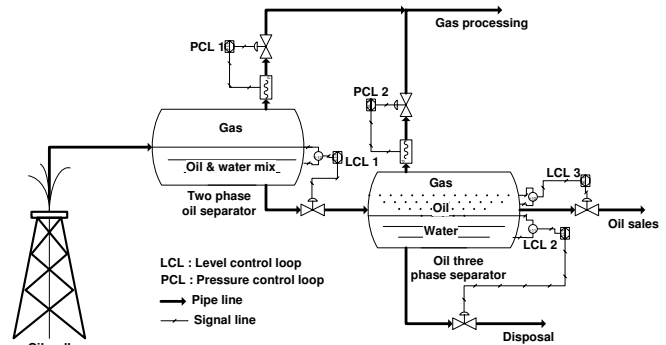 Gas processing
PCL 1
PCL 2
Gas
Oil & water mix
LCL 1
Two phase
oil separator
Gas
Oil
Water
LCL 3
Oil sales
LCL 2
Oil three
phase separator
LCL : Level control loop
PCL : Pressure control loop
Pipe line
Signal line
Disposal